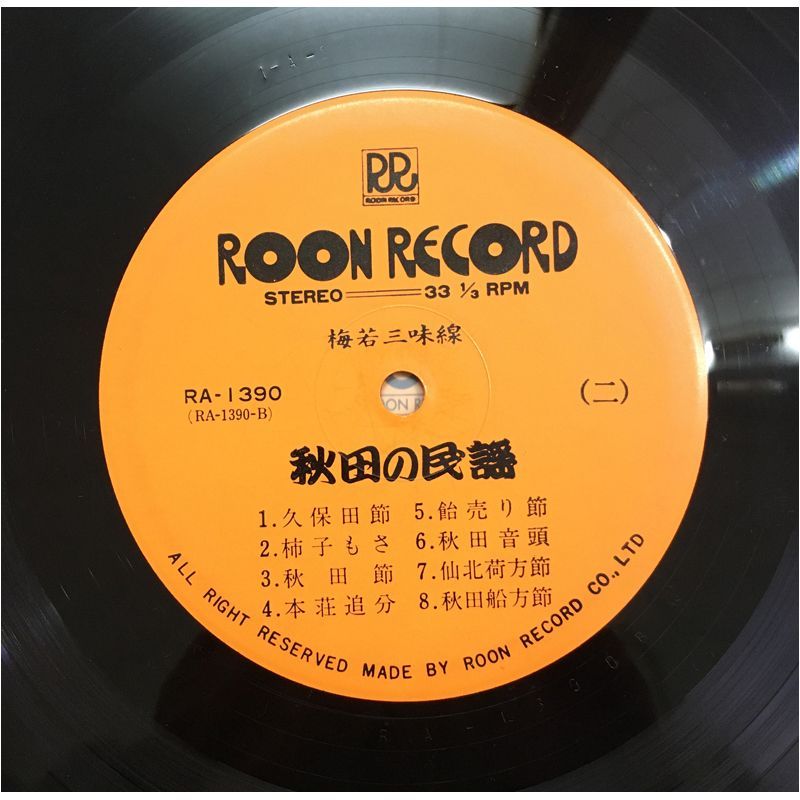 RR
ROON RECORD
ROON RECORD
STEREO 33 1/3 RPM
梅若三味線
RA-1390
(RA-1390-B)
(二)
OON R
秋田の民謡
1.久保田節
2.柿子もさ
3.秋田節
4.本荘追分
5.飴売り節
6.秋田音頭
7.仙北荷方節
8.秋田船方節
ALL RIGHT RESERVED MADE BY ROON RECORD CO., LTD